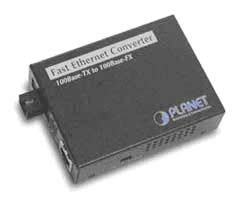 Fast Ethernet Converter
100Base-TX to 100Base-FX
PLANET